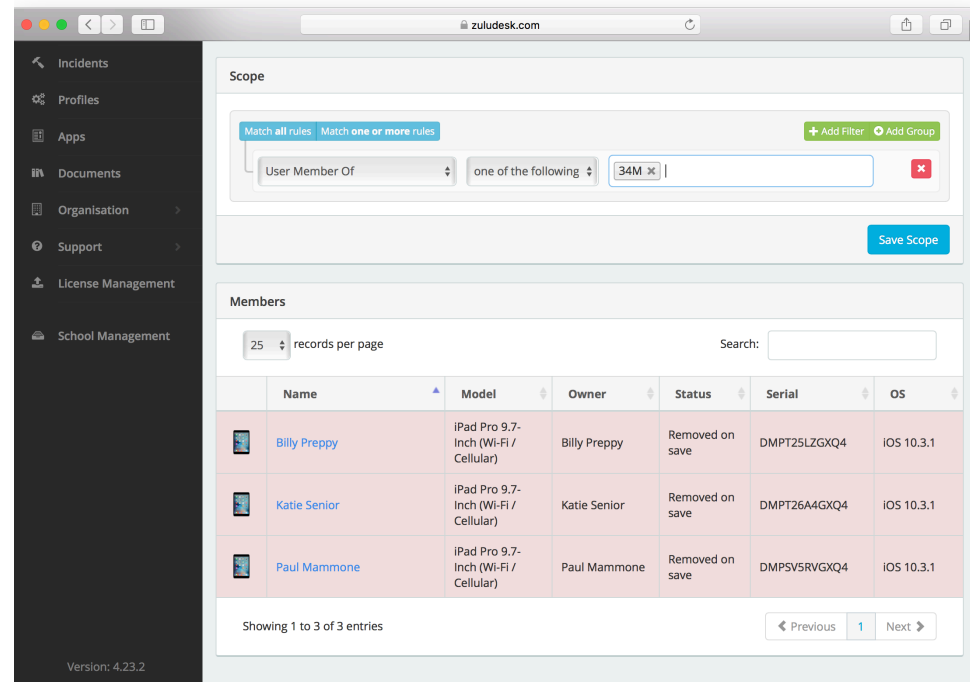 zuludesk.com
Incidents
Profiles
Apps
Documents
Organisation
Support
License Management
School Management
Version: 4.23.2
Scope
Match all rules Match one or more rules
Add Filter Add Group
User Member Of one of the following 34M
Save Scope
Members
25 records per page Search:
Name Model Owner Status Serial OS
Billy Preppy
iPad Pro 9.7-
Inch (Wi-Fi /
Cellular)
Billy Preppy
Removed on
save
DMPT25LZGXQ4
iOS 10.3.1
Katie Senior
iPad Pro 9.7-
Inch (Wi-Fi /
Cellular)
Katie Senior
Removed on
save
DMPT26A4GXQ4
iOS 10.3.1
Paul Mammone
iPad Pro 9.7-
Inch (Wi-Fi /
Cellular)
Paul Mammone
Removed on
save
DMPSV5RVGXQ4
iOS 10.3.1
Showing 1 to 3 of 3 entries
Previous 1 Next